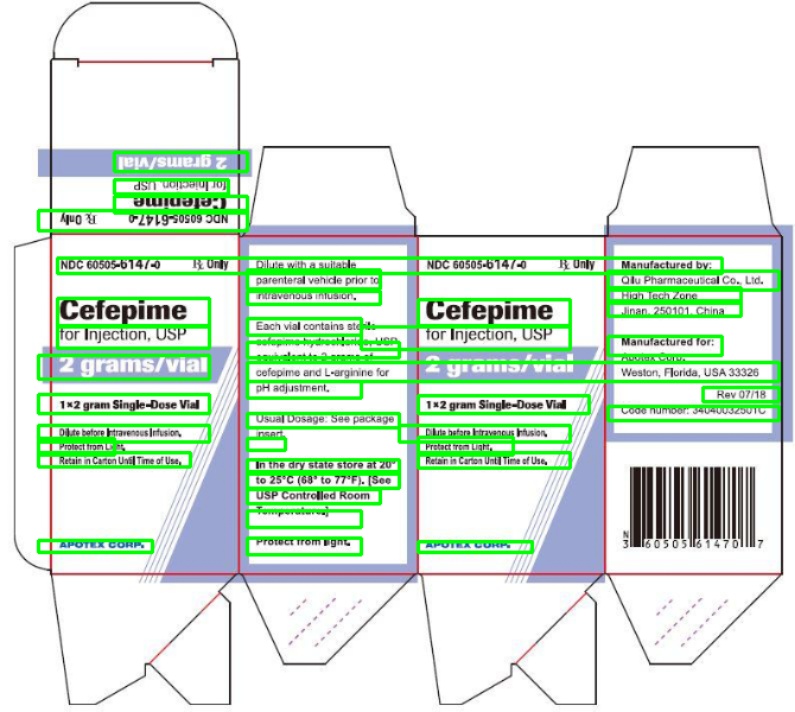 2 grams/vial
for Injection, USP
Cefepime
NDC 60505-6147-0 ℞ Only
NDC 60505-6147-0 ℞ Only
Cefepime
for Injection, USP
2 grams/vial
1×2 gram Single-Dose Vial
Dilute before Intravenous Infusion.
Protect from Light.
Retain in Carton Until Time of Use.
APOTEX CORP.
Dilute with a suitable
parenteral vehicle prior to
intravenous infusion.
Each vial contains sterile
cefepime hydrochloride, USP
equivalent to 2 grams of
cefepime and L-arginine for
pH adjustment.
Usual Dosage: See package
insert.
In the dry state store at 20°
to 25°C (68° to 77°F). [See
USP Controlled Room
Temperature.]
Protect from light.
NDC 60505-6147-0 ℞ Only
Cefepime
for Injection, USP
2 grams/vial
1×2 gram Single-Dose Vial
Dilute before Intravenous Infusion.
Protect from Light.
Retain in Carton Until Time of Use.
APOTEX CORP.
Manufactured by:
Qilu Pharmaceutical Co., Ltd.
High Tech Zone
Jinan, 250101, China
Manufactured for:
Apotex Corp.
Weston, Florida, USA 33326
Rev 07/18
Code number: 34040032501C
N
3 60505 61470 7